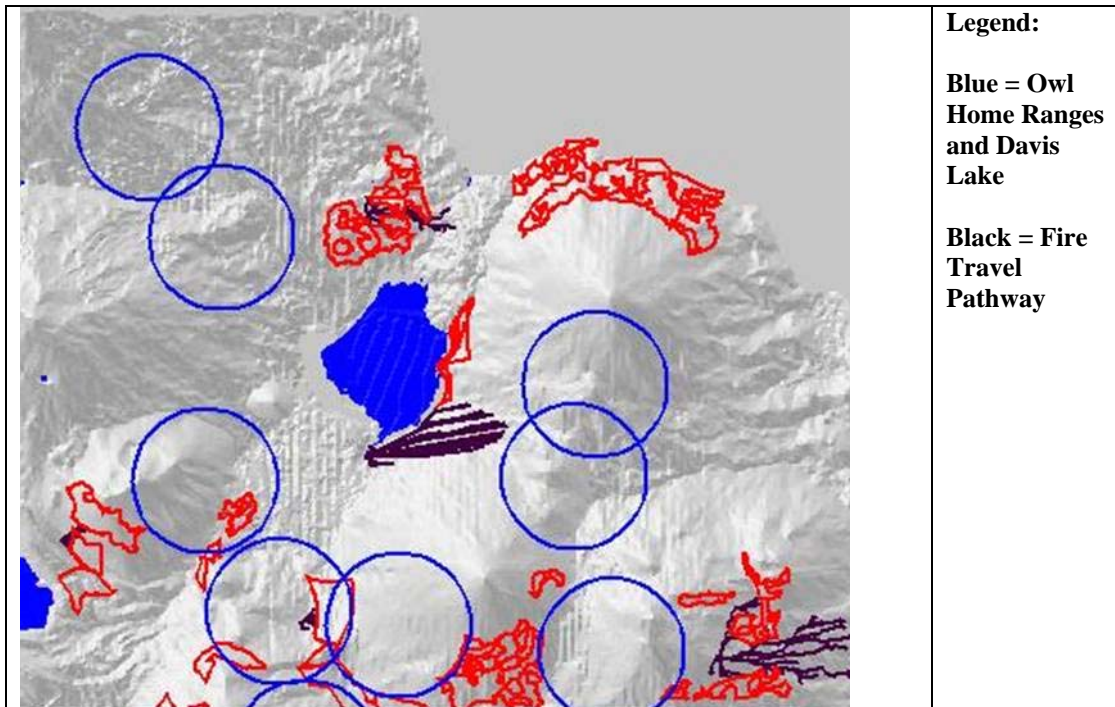 Legend:
Blue = Owl
Home Ranges
and Davis
Lake
Black = Fire
Travel
Pathway